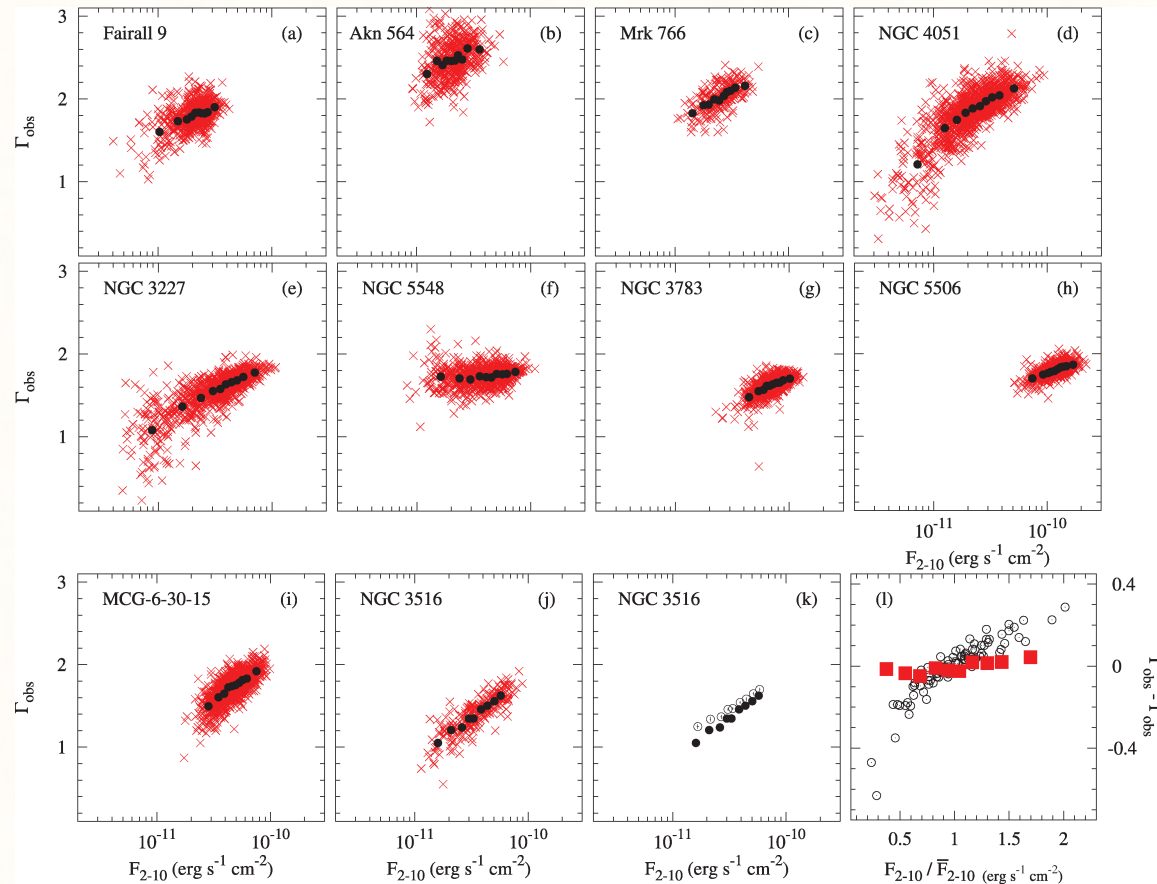 3 Fairall 9 (a) Akn 564 (b) Mrk 766 (c) NGC 4051 (d)
2
Γobs
1
3 NGC 3227 (e) NGC 5548 (f) NGC 3783 (g) NGC 5506 (h)
2
Γobs
1
10⁻¹¹ 10⁻¹⁰
F₂₋₁₀ (erg s⁻¹ cm⁻²)
3 MCG-6-30-15 (i) NGC 3516 (j) NGC 3516 (k) (l) 0.4
2
Γobs
0
1
-0.4
10⁻¹¹ 10⁻¹⁰ 10⁻¹¹ 10⁻¹⁰ 10⁻¹¹ 10⁻¹⁰ 0.5 1 1.5 2
F₂₋₁₀ (erg s⁻¹ cm⁻²) F₂₋₁₀ (erg s⁻¹ cm⁻²) F₂₋₁₀ (erg s⁻¹ cm⁻²) F₂₋₁₀ / F̅₂₋₁₀ (erg s⁻¹ cm⁻²)